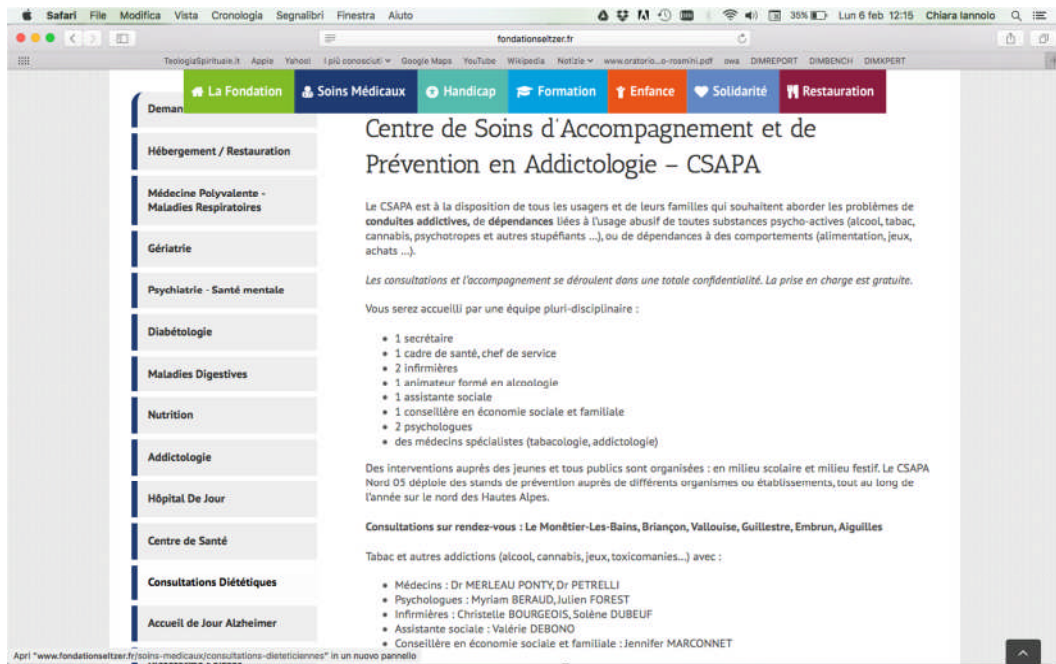 Safari File Modifica Vista Cronologia Segnalibri Finestra Aiuto 35% Lun 6 feb 12:15 Chiara Iannolo
fondationseltzer.fr
TeologiaSpirituale.it Apple Yahoo! I più conosciuti Google Maps YouTube Wikipedia Notizie www.oratorio...o-rosmini.pdf owa DIMREPORT DIMBENCH DIMXPERT
La Fondation Soins Médicaux Handicap Formation Enfance Solidarité Restauration
Deman
Hébergement / Restauration
Médecine Polyvalente -
Maladies Respiratoires
Gériatrie
Psychiatrie - Santé mentale
Diabétologie
Maladies Digestives
Nutrition
Addictologie
Hôpital De Jour
Centre de Santé
Consultations Diététiques
Accueil de Jour Alzheimer
Centre de Soins d'Accompagnement et de
Prévention en Addictologie – CSAPA
Le CSAPA est à la disposition de tous les usagers et de leurs familles qui souhaitent aborder les problèmes de
conduites addictives, de dépendances liées à l'usage abusif de toutes substances psycho-actives (alcool, tabac,
cannabis, psychotropes et autres stupéfiants ...), ou de dépendances à des comportements (alimentation, jeux,
achats ...).
Les consultations et l'accompagnement se déroulent dans une totale confidentialité. La prise en charge est gratuite.
Vous serez accueilli par une équipe pluri-disciplinaire :
• 1 secrétaire
• 1 cadre de santé, chef de service
• 2 infirmières
• 1 animateur formé en alcoologie
• 1 assistante sociale
• 1 conseillère en économie sociale et familiale
• 2 psychologues
• des médecins spécialistes (tabacologie, addictologie)
Des interventions auprès des jeunes et tous publics sont organisées : en milieu scolaire et milieu festif. Le CSAPA
Nord 05 déploie des stands de prévention auprès de différents organismes ou établissements, tout au long de
l'année sur le nord des Hautes Alpes.
Consultations sur rendez-vous : Le Monêtier-Les-Bains, Briançon, Vallouise, Guillestre, Embrun, Aiguilles
Tabac et autres addictions (alcool, cannabis, jeux, toxicomanies...) avec :
• Médecins : Dr MERLEAU PONTY, Dr PETRELLI
• Psychologues : Myriam BERAUD, Julien FOREST
• Infirmières : Christelle BOURGEOIS, Solène DUBEUF
• Assistante sociale : Valérie DEBONO
• Conseillère en économie sociale et familiale : Jennifer MARCONNET
Apri "www.fondationseltzer.fr/soins-medicaux/consultations-dieteticiennes" in un nuovo pannello